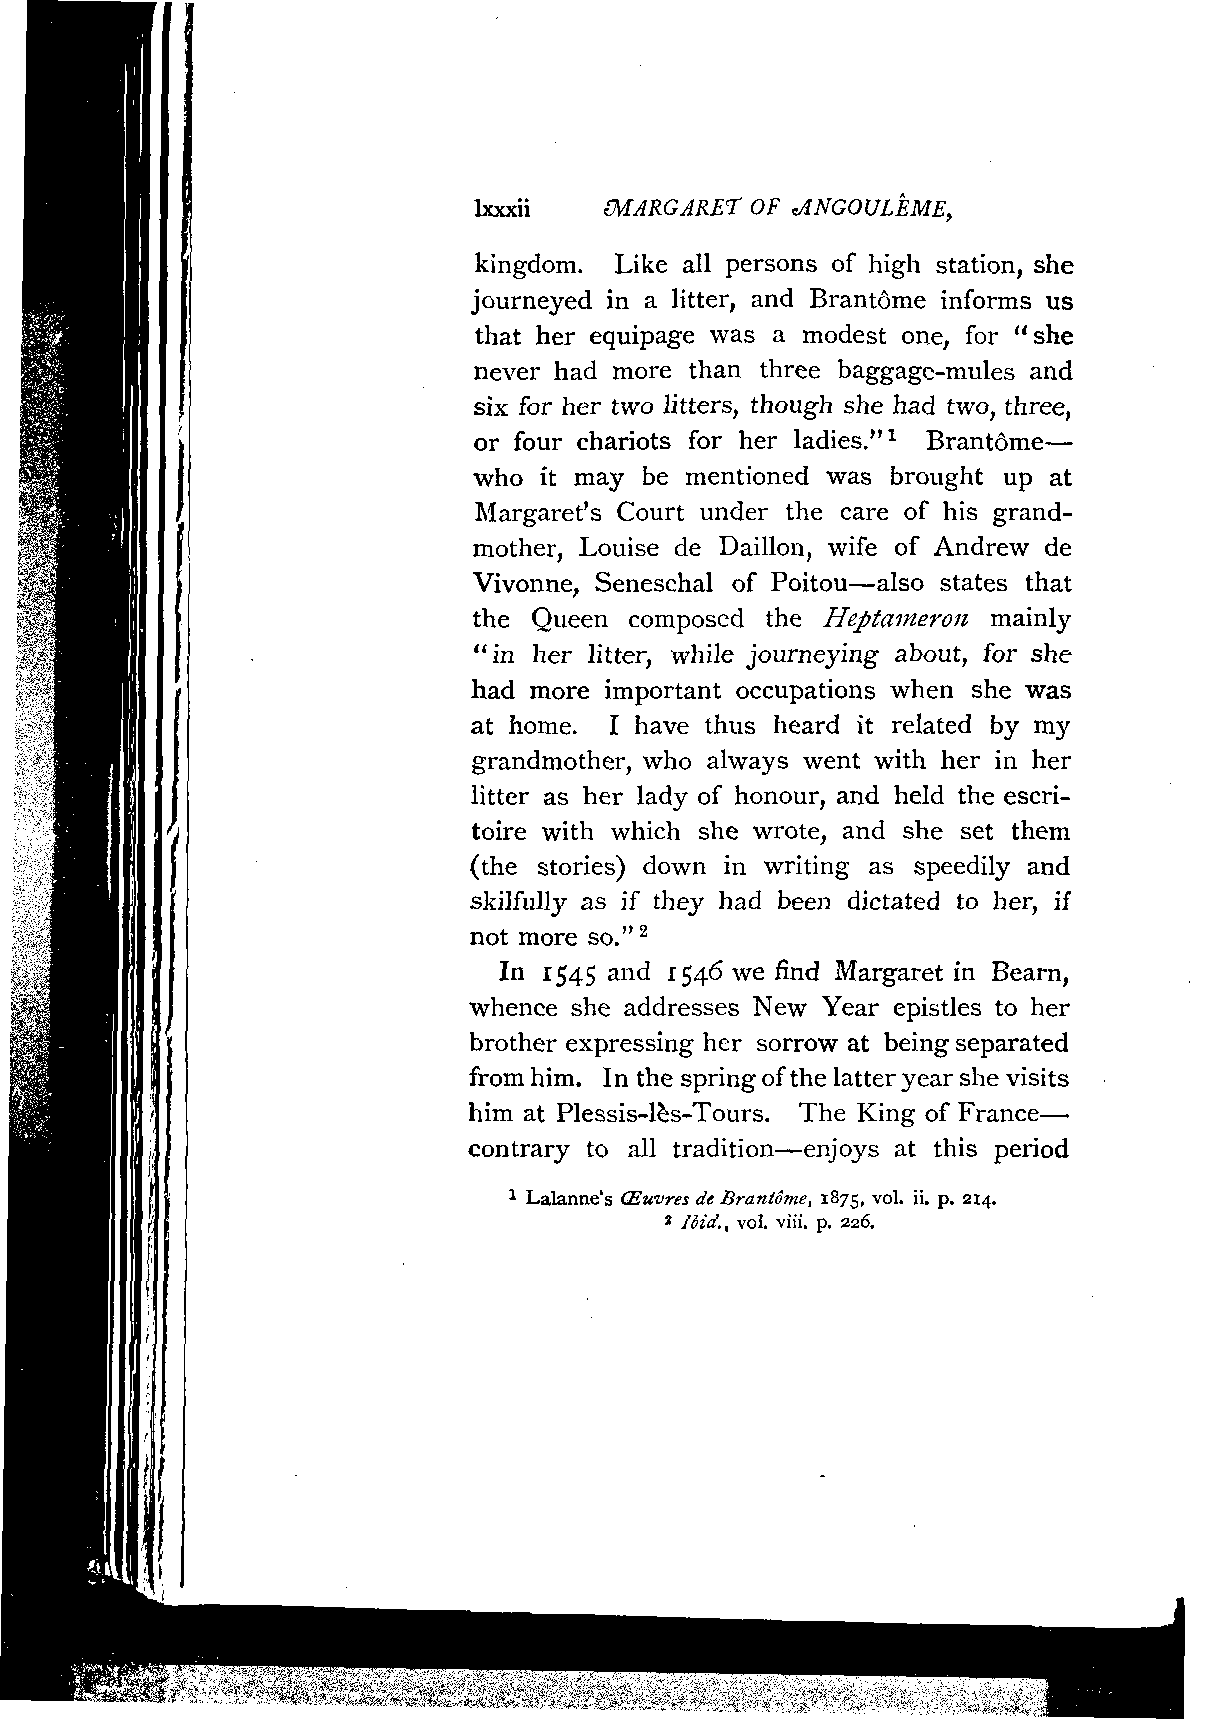 lxxxii MARGARET OF ANGOULÊME,
kingdom. Like all persons of high station, she
journeyed in a litter, and Brantôme informs us
that her equipage was a modest one, for “she
never had more than three baggage-mules and
six for her two litters, though she had two, three,
or four chariots for her ladies.”¹ Brantôme—
who it may be mentioned was brought up at
Margaret's Court under the care of his grand-
mother, Louise de Daillon, wife of Andrew de
Vivonne, Seneschal of Poitou—also states that
the Queen composed the Heptameron mainly
“in her litter, while journeying about, for she
had more important occupations when she was
at home. I have thus heard it related by my
grandmother, who always went with her in her
litter as her lady of honour, and held the escri-
toire with which she wrote, and she set them
(the stories) down in writing as speedily and
skilfully as if they had been dictated to her, if
not more so.”²
In 1545 and 1546 we find Margaret in Bearn,
whence she addresses New Year epistles to her
brother expressing her sorrow at being separated
from him. In the spring of the latter year she visits
him at Plessis-lès-Tours. The King of France—
contrary to all tradition—enjoys at this period
¹ Lalanne's Œuvres de Brantôme, 1875, vol. ii. p. 214.
² Ibid., vol. viii. p. 226.